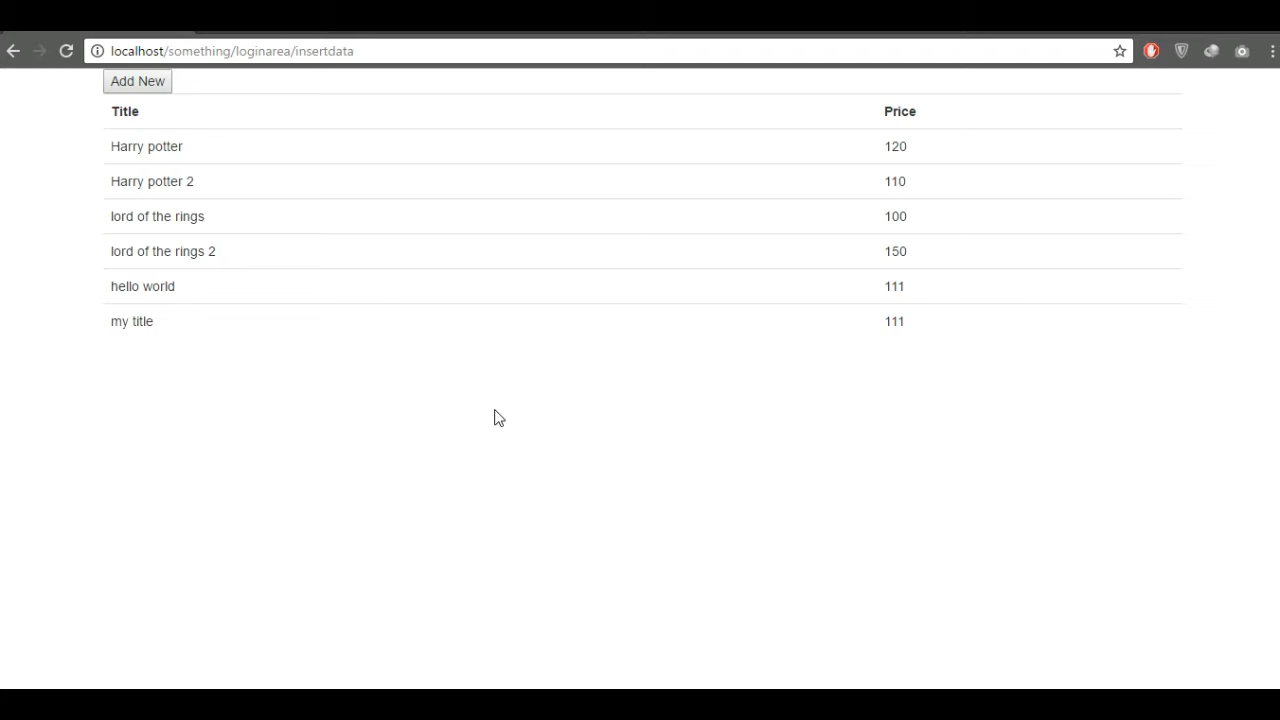 localhost/something/loginarea/insertdata
Add New
Title Price
Harry potter 120
Harry potter 2 110
lord of the rings 100
lord of the rings 2 150
hello world 111
my title 111